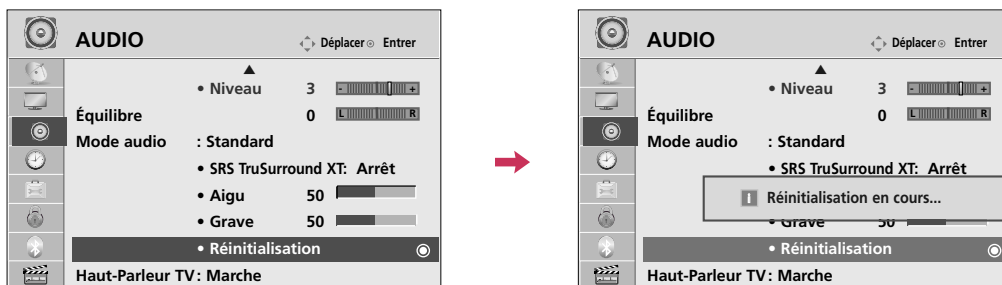 AUDIO
Déplacer Entrer
• Niveau 3 - +
Équilibre 0 L R
Mode audio : Standard
• SRS TruSurround XT: Arrêt
• Aigu 50
• Grave 50
• Réinitialisation
Haut-Parleur TV: Marche
AUDIO
Déplacer Entrer
• Niveau 3 - +
Équilibre 0 L R
Mode audio : Standard
• SRS TruSurround XT: Arrêt
i Réinitialisation en cours...
• Grave 50
• Réinitialisation
Haut-Parleur TV: Marche